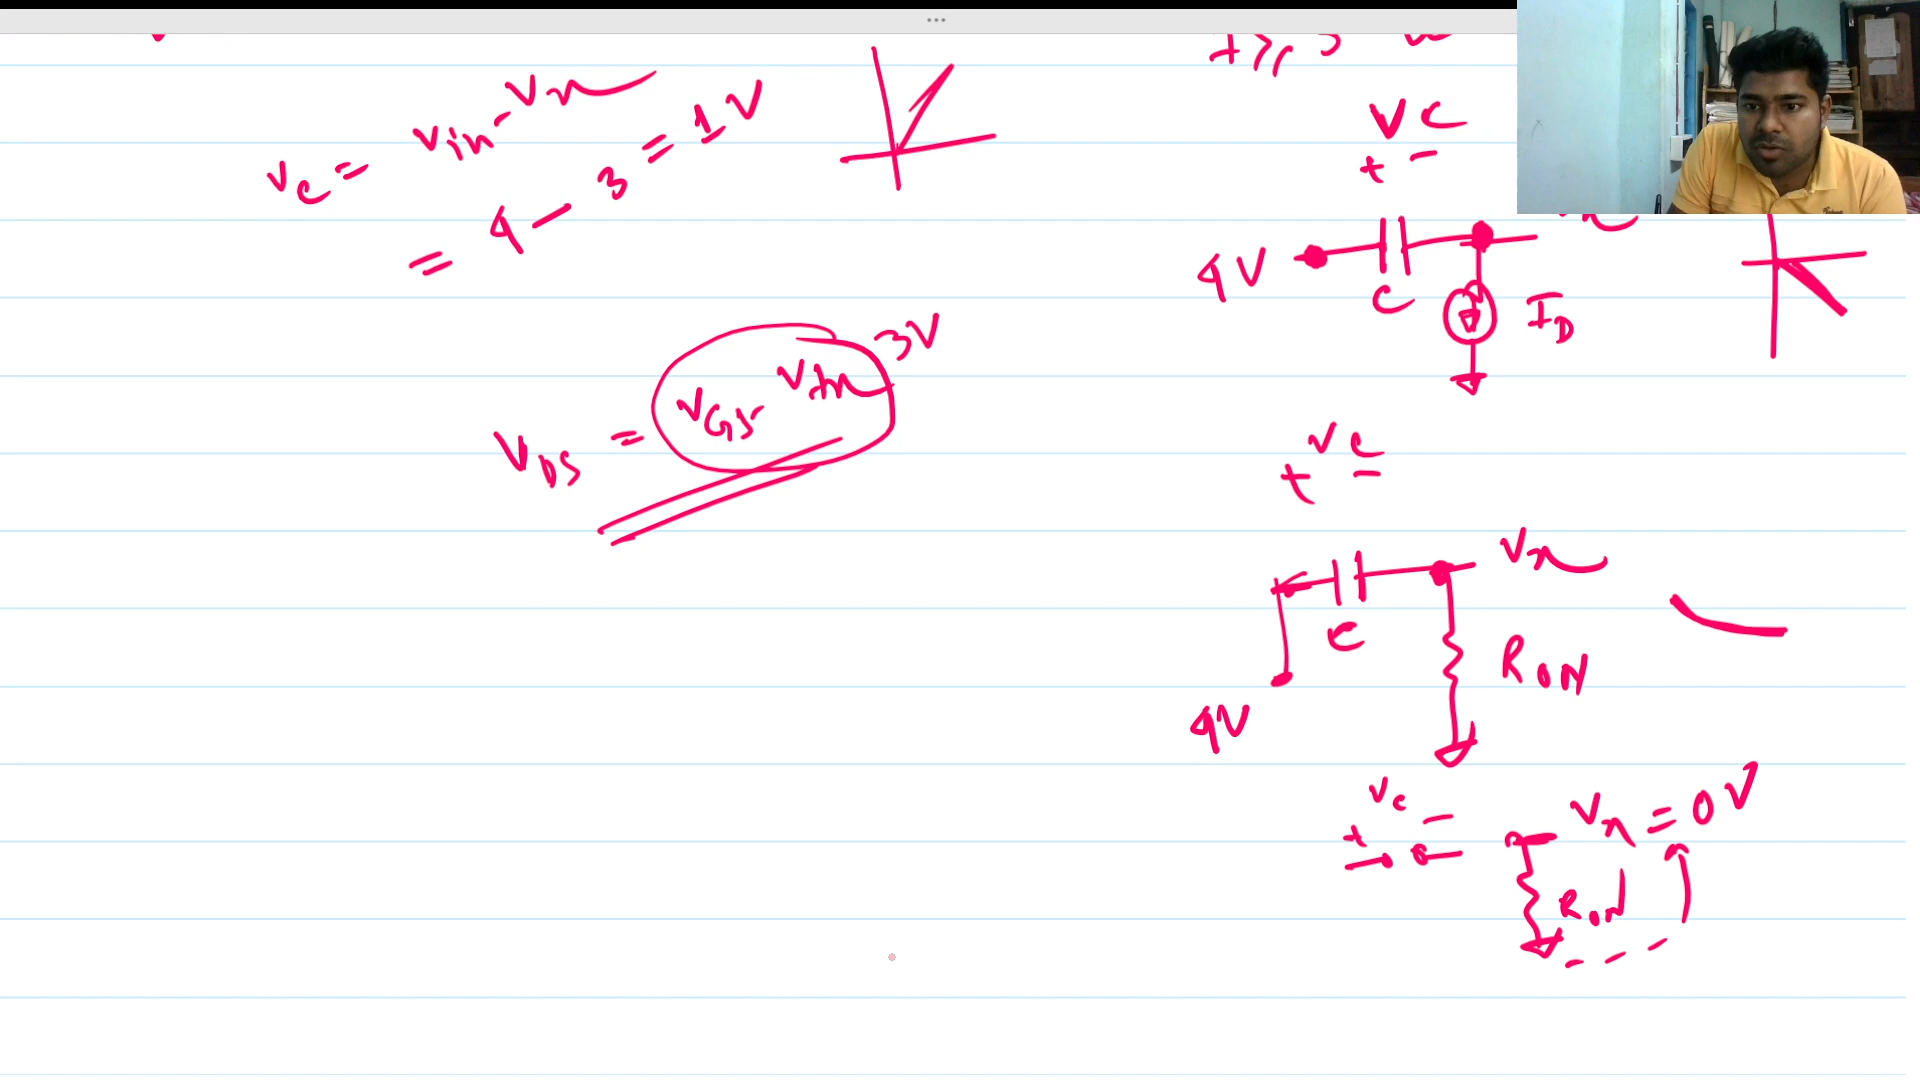 Vc = Vin - Vx
= 4 - 3 = 1V
VDS = VGS - Vth 3V
t ≥
VC
+ -
4V
C
ID
Vc
+ -
Vx
C
RON
4V
Vc
+ -
Vx = 0V
RON